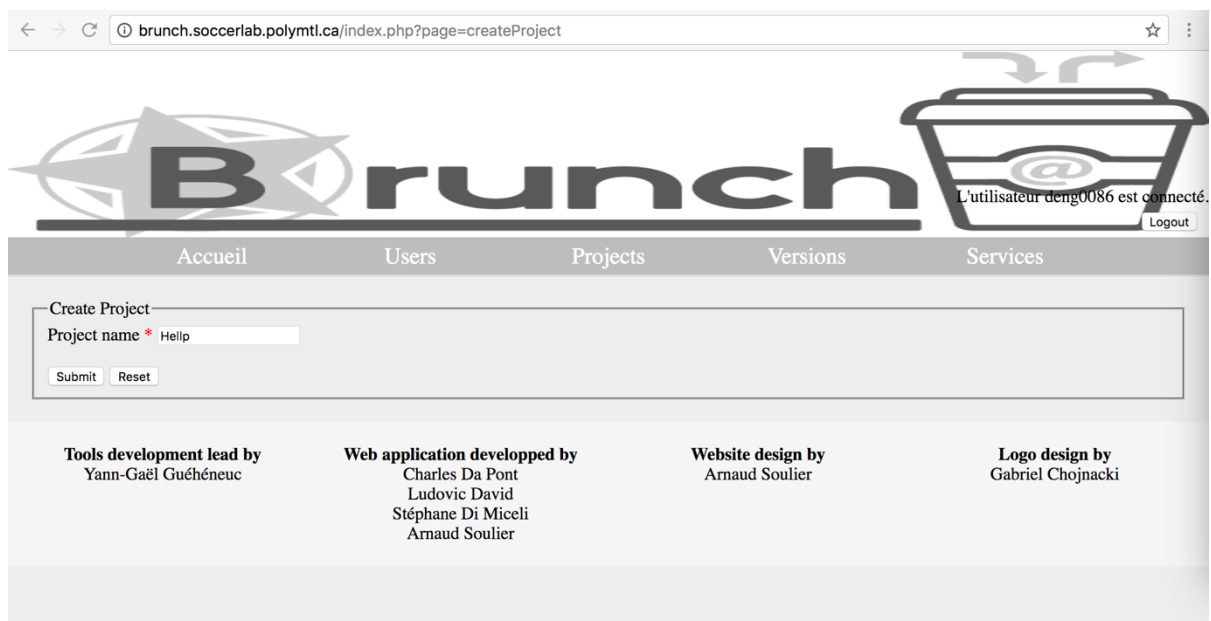 brunch.soccerlab.polymtl.ca/index.php?page=createProject
Brunch
@
L'utilisateur deng0086 est connecté.
Logout
Accueil Users Projects Versions Services
Create Project
Project name * Hellp
Submit Reset
Tools development lead by
Yann-Gaël Guéhéneuc
Web application developped by
Charles Da Pont
Ludovic David
Stéphane Di Miceli
Arnaud Soulier
Website design by
Arnaud Soulier
Logo design by
Gabriel Chojnacki